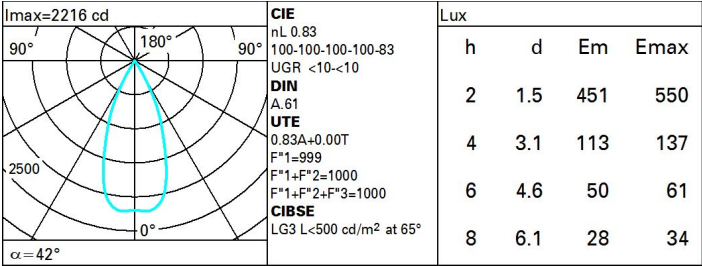 Imax=2216 cd
90°
180°
90°
2500
0°
α=42°
CIE
nL 0.83
100-100-100-100-83
UGR <10-<10
DIN
A.61
UTE
0.83A+0.00T
F"1=999
F"1+F"2=1000
F"1+F"2+F"3=1000
CIBSE
LG3 L<500 cd/m² at 65°
Lux
h d Em Emax
2 1.5 451 550
4 3.1 113 137
6 4.6 50 61
8 6.1 28 34